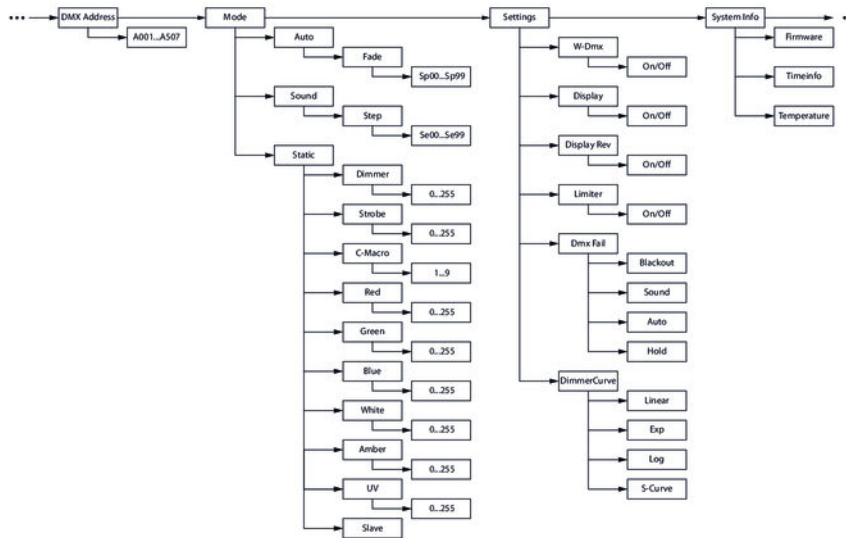 DMX Address
A001...A507
Mode
Auto
Fade
Sp00...Sp99
Sound
Step
Se00...Se99
Static
Dimmer
0...255
Strobe
0...255
C-Macro
1...9
Red
0...255
Green
0...255
Blue
0...255
White
0...255
Amber
0...255
UV
0...255
Slave
Settings
W-Dmx
On/Off
Display
On/Off
Display Rev
On/Off
Limiter
On/Off
Dmx Fail
Blackout
Sound
Auto
Hold
DimmerCurve
Linear
Exp
Log
S-Curve
System Info
Firmware
Timeinfo
Temperature